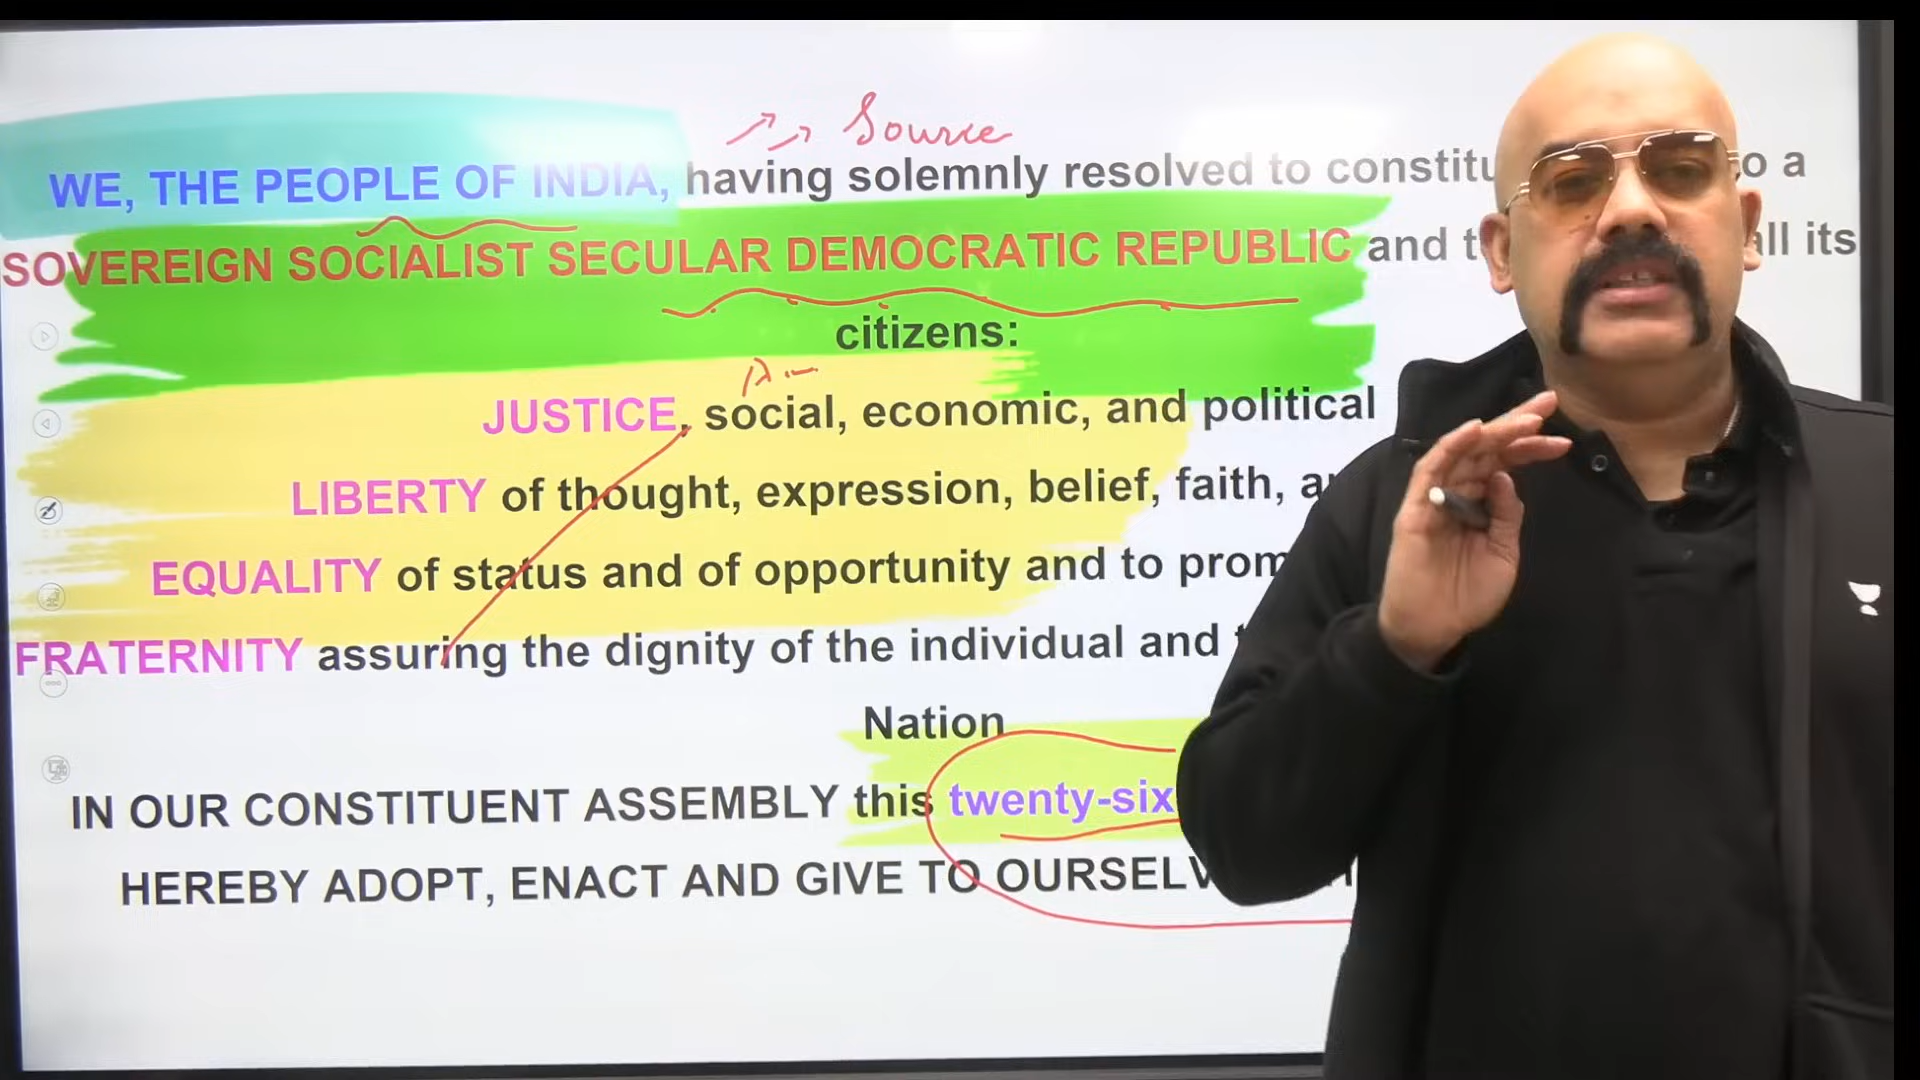 Source
WE, THE PEOPLE OF INDIA, having solemnly resolved to constitu o a
SOVEREIGN SOCIALIST SECULAR DEMOCRATIC REPUBLIC and t all its
citizens:
JUSTICE, social, economic, and political
LIBERTY of thought, expression, belief, faith, a
EQUALITY of status and of opportunity and to prom
FRATERNITY assuring the dignity of the individual and
Nation
IN OUR CONSTITUENT ASSEMBLY this twenty-six
HEREBY ADOPT, ENACT AND GIVE TO OURSELV